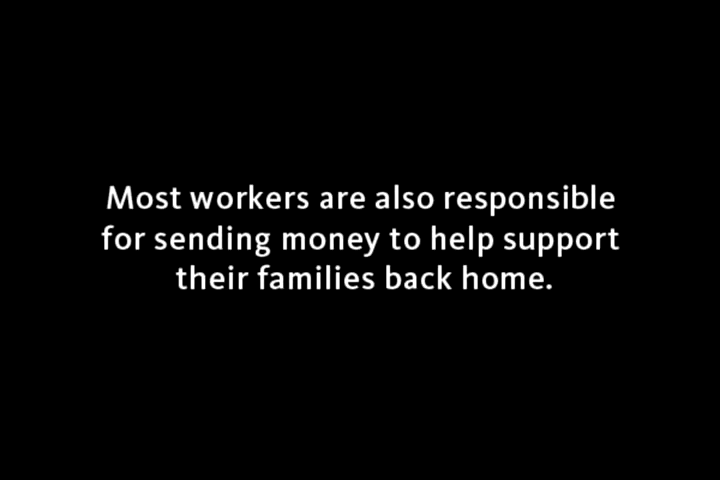 Most workers are also responsible
for sending money to help support
their families back home.